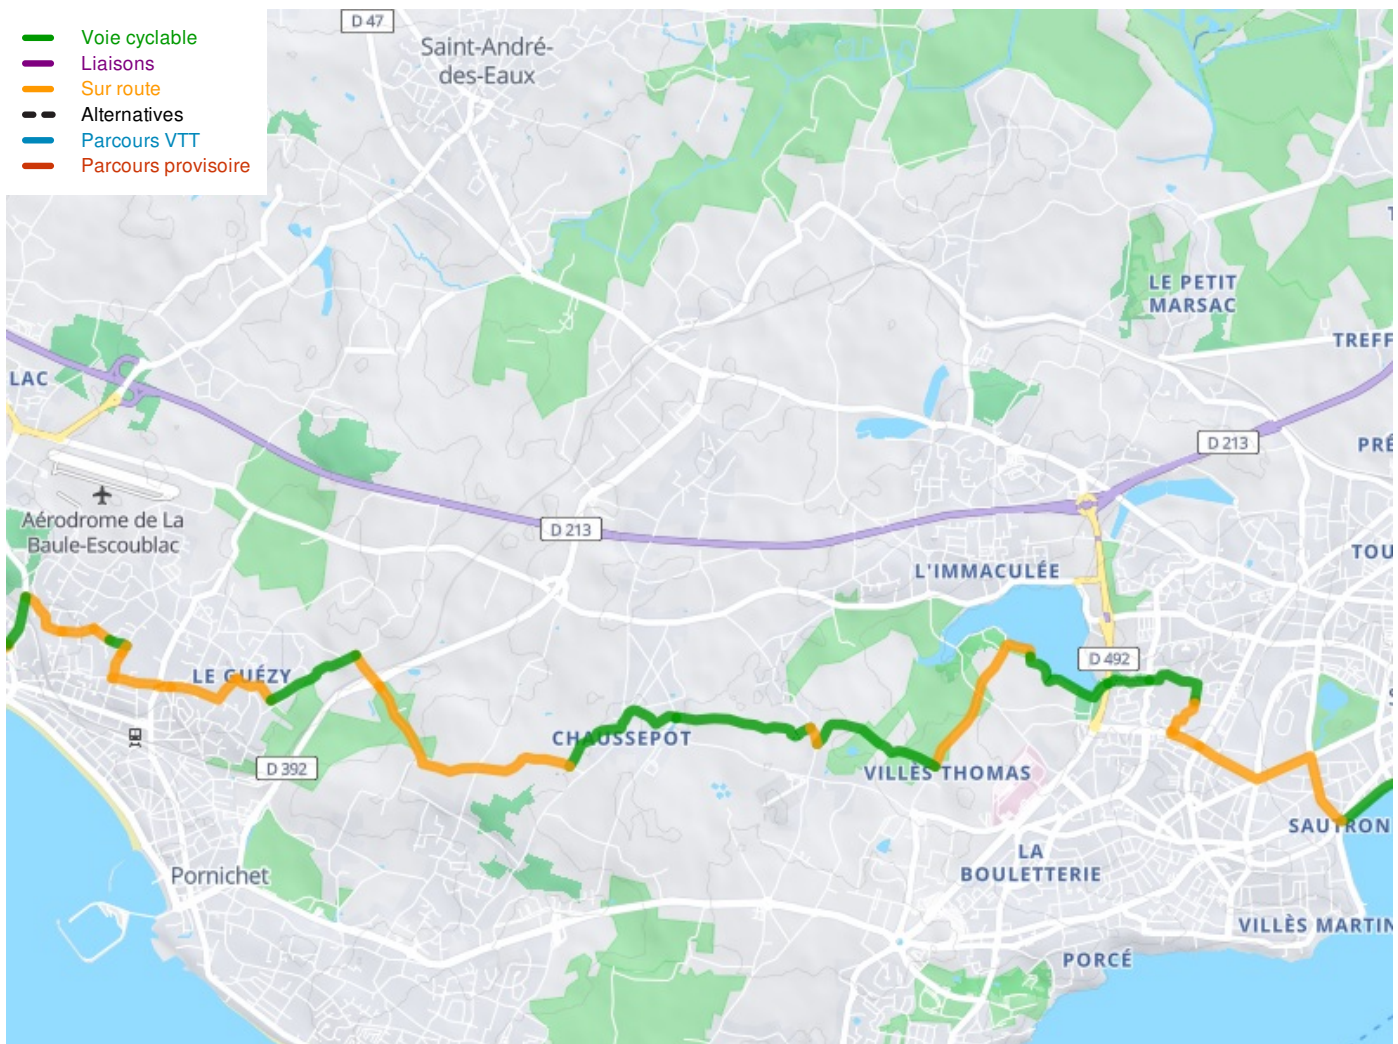 Voie cyclable
Liaisons
Sur route
Alternatives
Parcours VTT
Parcours provisoire
D 47
Saint-André-
des-Eaux
LE PETIT
MARSAC
TREFF
LAC
D 213
PRÉ
Aérodrome de La
Baule-Escoublac
D 213
TOU
L'IMMACULÉE
D 492
LE GUÉZY
CHAUSSEPOT
D 392
VILLÈS THOMAS
SAUTRON
LA
BOULETTERIE
Pornichet
VILLÈS MARTIN
PORCÉ